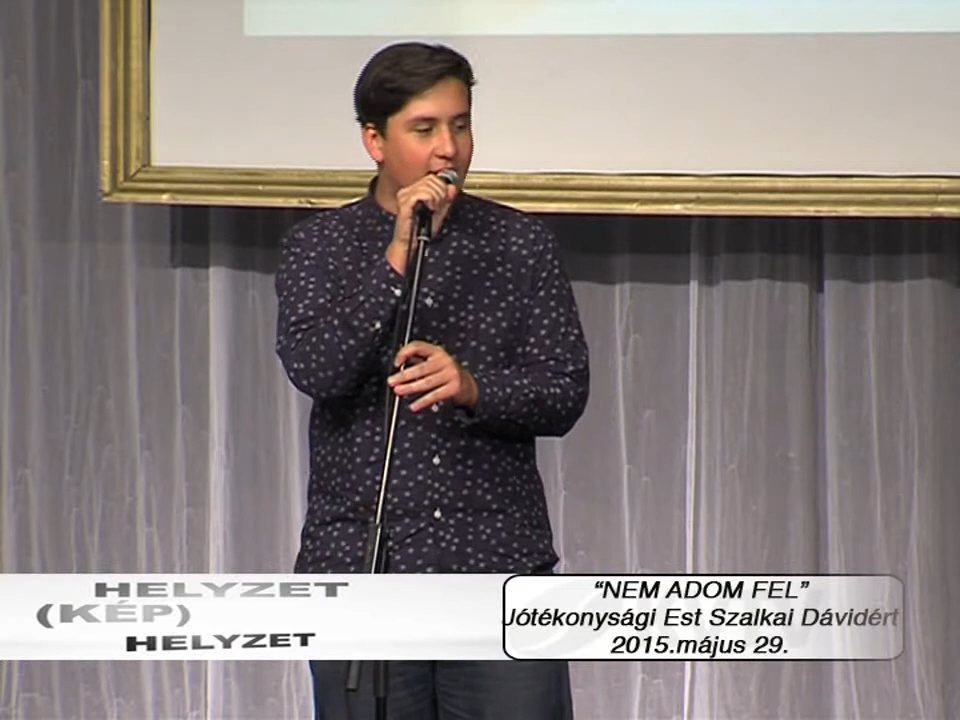 HELYZET
(KÉP)
HELYZET
“NEM ADOM FEL”
Jótékonysági Est Szalkai Dávidért
2015.május 29.